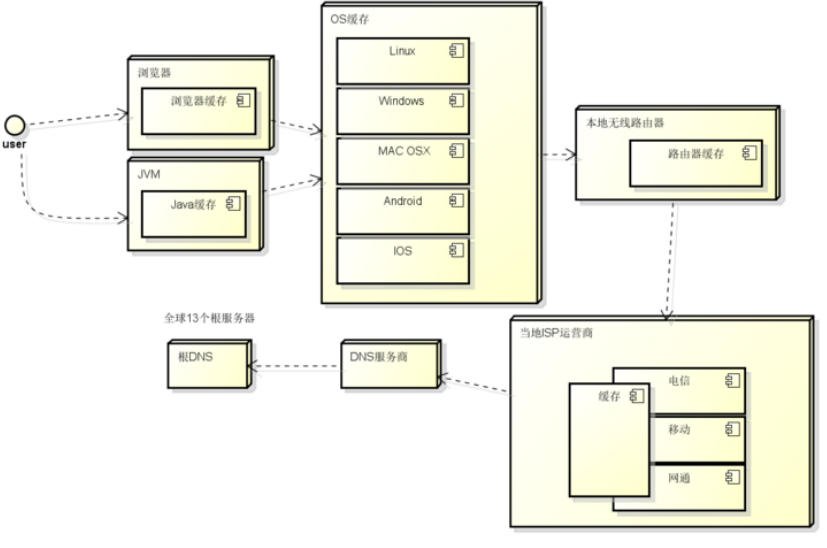 OS缓存
Linux
Windows
MAC OSX
Android
IOS
浏览器
浏览器缓存
user
JVM
Java缓存
本地无线路由器
路由器缓存
全球13个根服务器
根DNS
DNS服务商
当地ISP运营商
缓存
电信
移动
网通